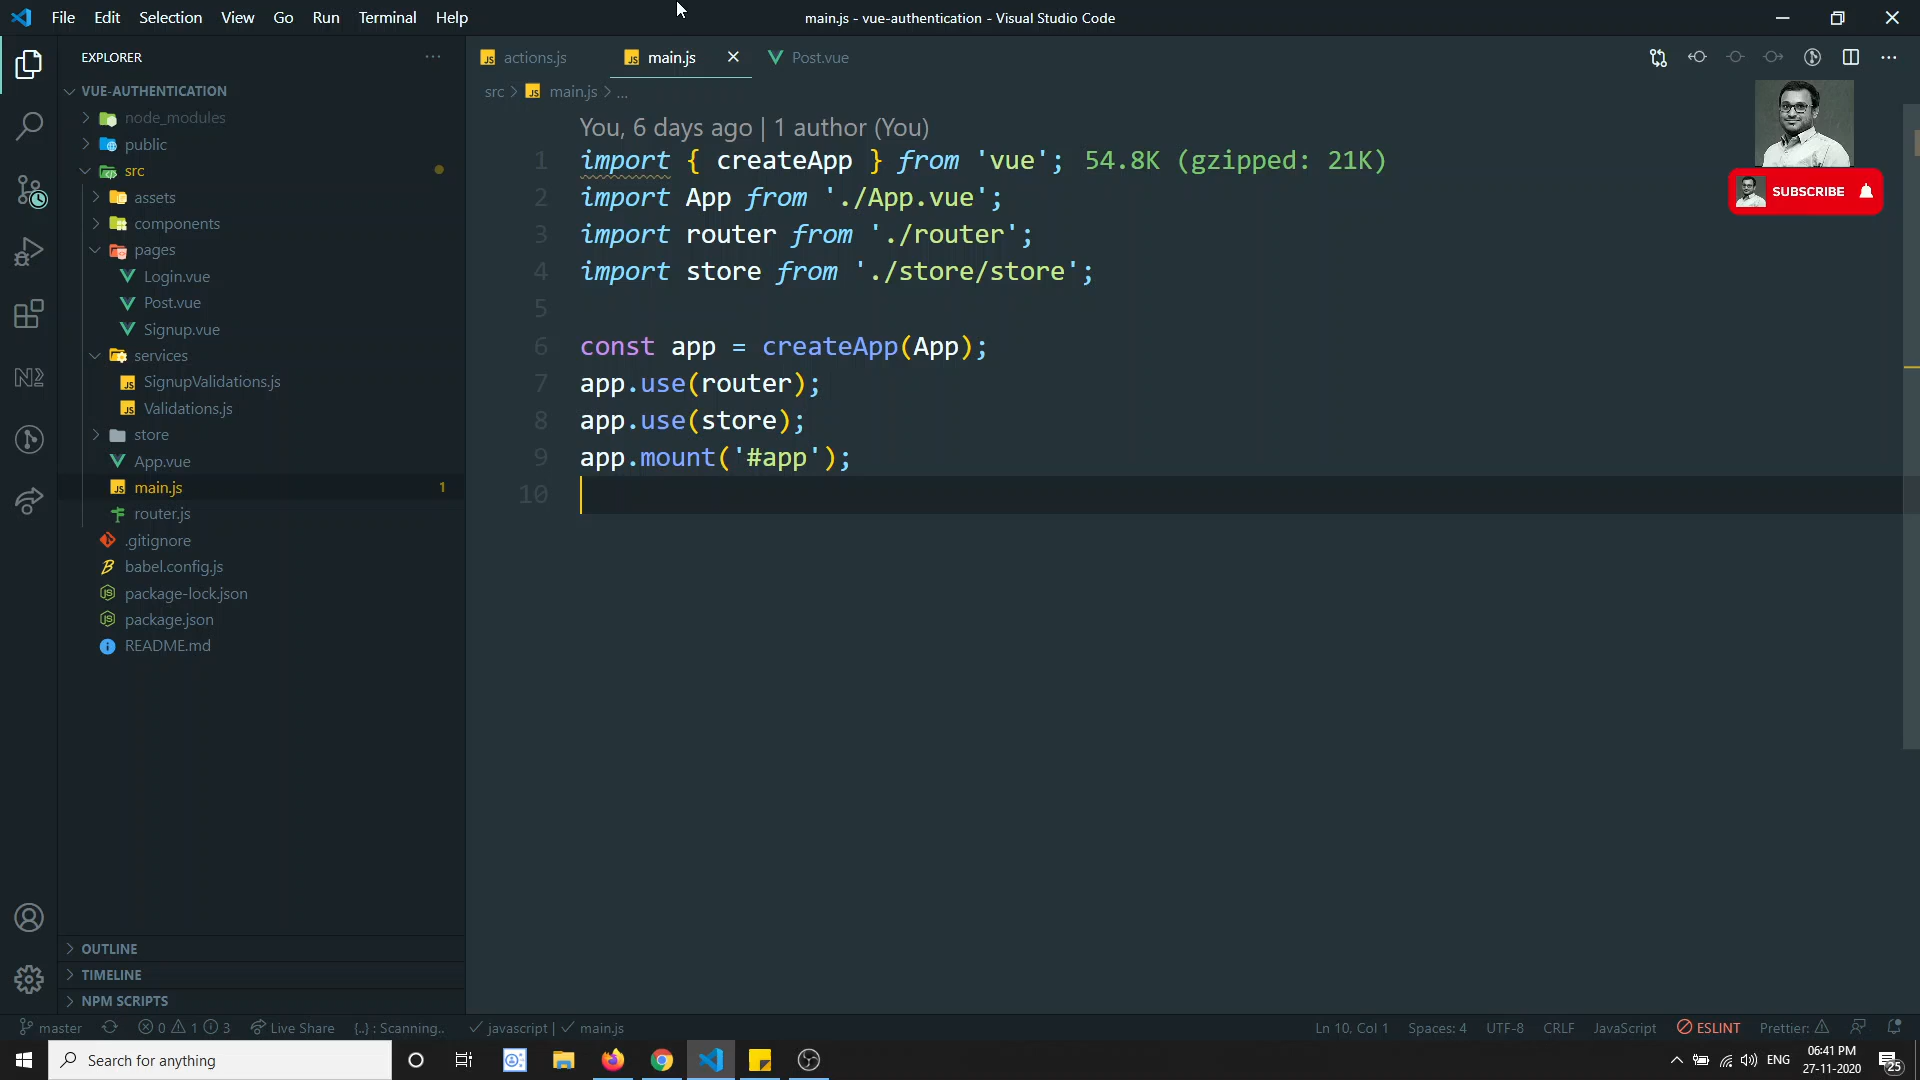 File Edit Selection View Go Run Terminal Help
main.js - vue-authentication - Visual Studio Code
EXPLORER
actions.js
main.js
Post.vue
src > main.js > ...
VUE-AUTHENTICATION
node_modules
public
src
assets
components
pages
Login.vue
Post.vue
Signup.vue
services
SignupValidations.js
Validations.js
store
App.vue
main.js 1
router.js
.gitignore
babel.config.js
package-lock.json
package.json
README.md
OUTLINE
TIMELINE
NPM SCRIPTS
You, 6 days ago | 1 author (You)
1 import { createApp } from 'vue'; 54.8K (gzipped: 21K)
2 import App from './App.vue';
3 import router from './router';
4 import store from './store/store';
5
6 const app = createApp(App);
7 app.use(router);
8 app.use(store);
9 app.mount('#app');
10
SUBSCRIBE
master 0 1 3 Live Share {..} : Scanning.. javascript | main.js
Ln 10, Col 1 Spaces: 4 UTF-8 CRLF JavaScript ESLINT Prettier:
Search for anything
ENG
06:41 PM
27-11-2020
25